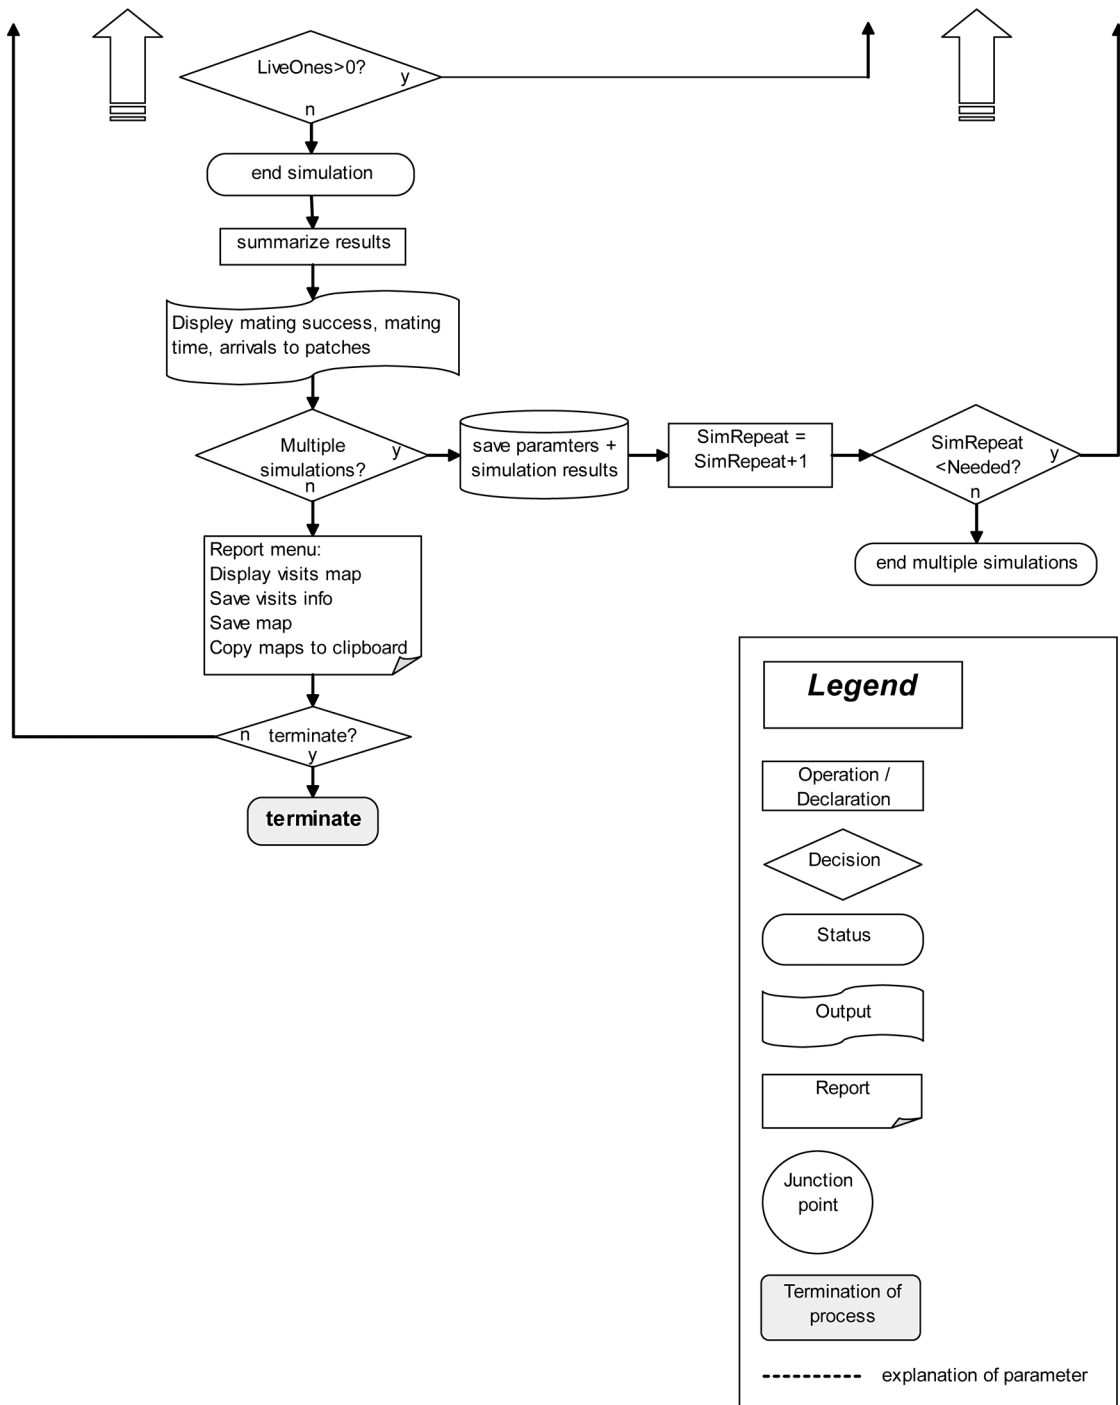 LiveOnes>0?
y
n
end simulation
summarize results
Display mating success, mating
time, arrivals to patches
Multiple
simulations?
y
n
save paramters +
simulation results
SimRepeat =
SimRepeat+1
SimRepeat
<Needed?
y
n
end multiple simulations
Report menu:
Display visits map
Save visits info
Save map
Copy maps to clipboard
n
terminate?
y
terminate
Legend
Operation /
Declaration
Decision
Status
Output
Report
Junction
point
Termination of
process
explanation of parameter